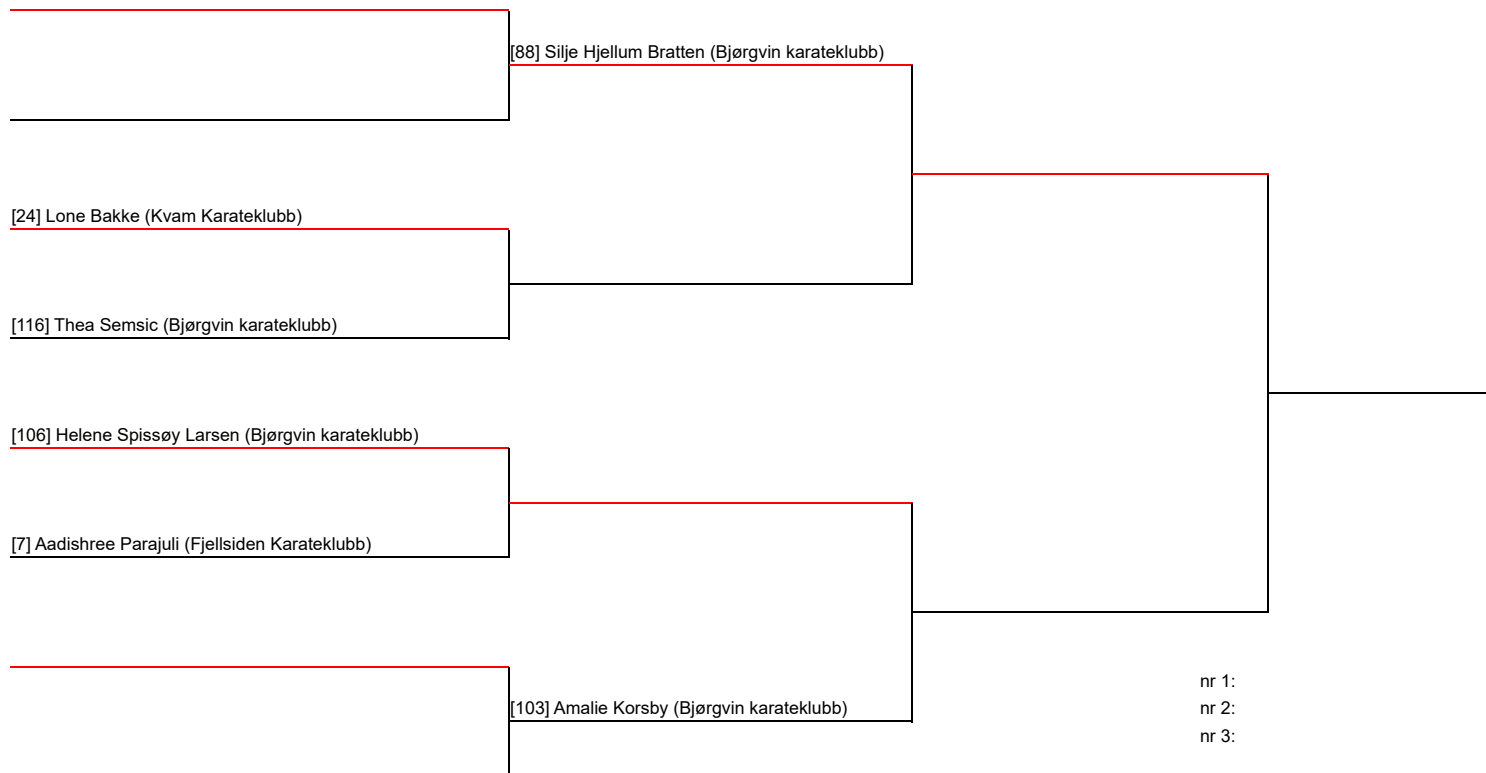 [88] Silje Hjellum Bratten (Bjørgvin karateklubb)
[24] Lone Bakke (Kvam Karateklubb)
[116] Thea Semsic (Bjørgvin karateklubb)
[106] Helene Spissøy Larsen (Bjørgvin karateklubb)
[7] Aadishree Parajuli (Fjellsiden Karateklubb)
[103] Amalie Korsby (Bjørgvin karateklubb)
nr 1:
nr 2:
nr 3: